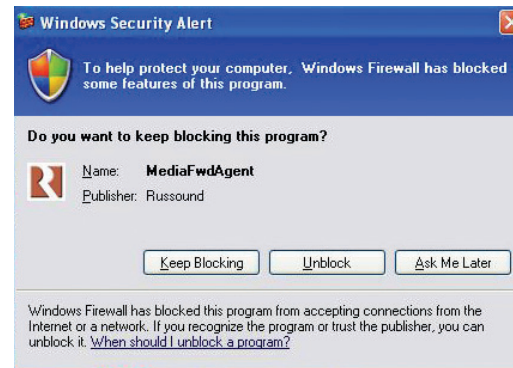 Windows Security Alert
To help protect your computer, Windows Firewall has blocked
some features of this program.
Do you want to keep blocking this program?
Name: MediaFwdAgent
Publisher: Russound
Keep Blocking Unblock Ask Me Later
Windows Firewall has blocked this program from accepting connections from the
Internet or a network. If you recognize the program or trust the publisher, you can
unblock it. When should I unblock a program?